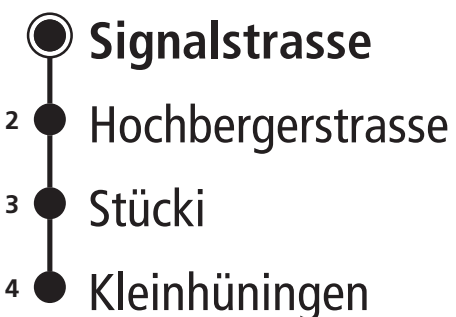 Signalstrasse
2 Hochbergerstrasse
3 Stücki
4 Kleinhüningen